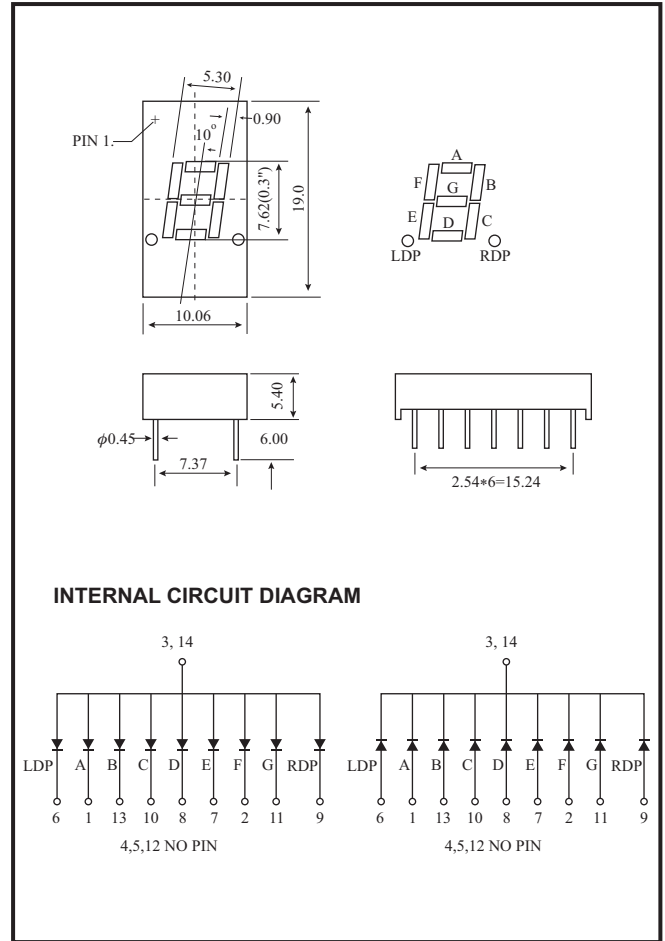 5.30
0.90
PIN 1.
10°
7.62(0.3")
19.0
10.06
A
F
B
G
E
C
D
LDP
RDP
5.40
ϕ0.45
6.00
7.37
2.54*6=15.24
INTERNAL CIRCUIT DIAGRAM
3, 14
LDP A B C D E F G RDP
6 1 13 10 8 7 2 11 9
4,5,12 NO PIN
3, 14
LDP A B C D E F G RDP
6 1 13 10 8 7 2 11 9
4,5,12 NO PIN